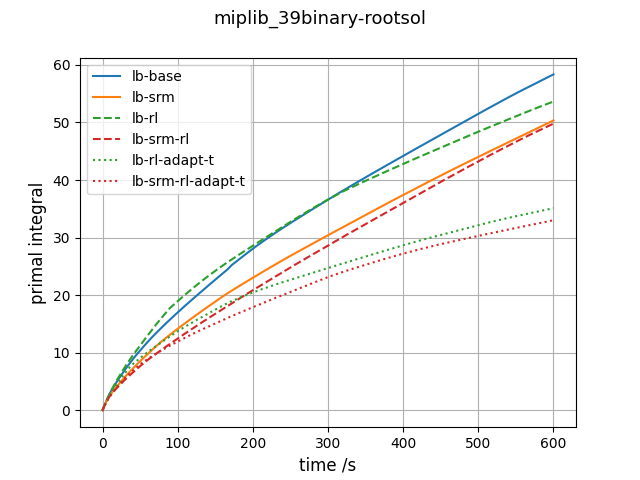 miplib_39binary-rootsol
60
50
40
30
20
10
0
primal integral
lb-base
lb-srm
lb-rl
lb-srm-rl
lb-rl-adapt-t
lb-srm-rl-adapt-t
0 100 200 300 400 500 600
time /s